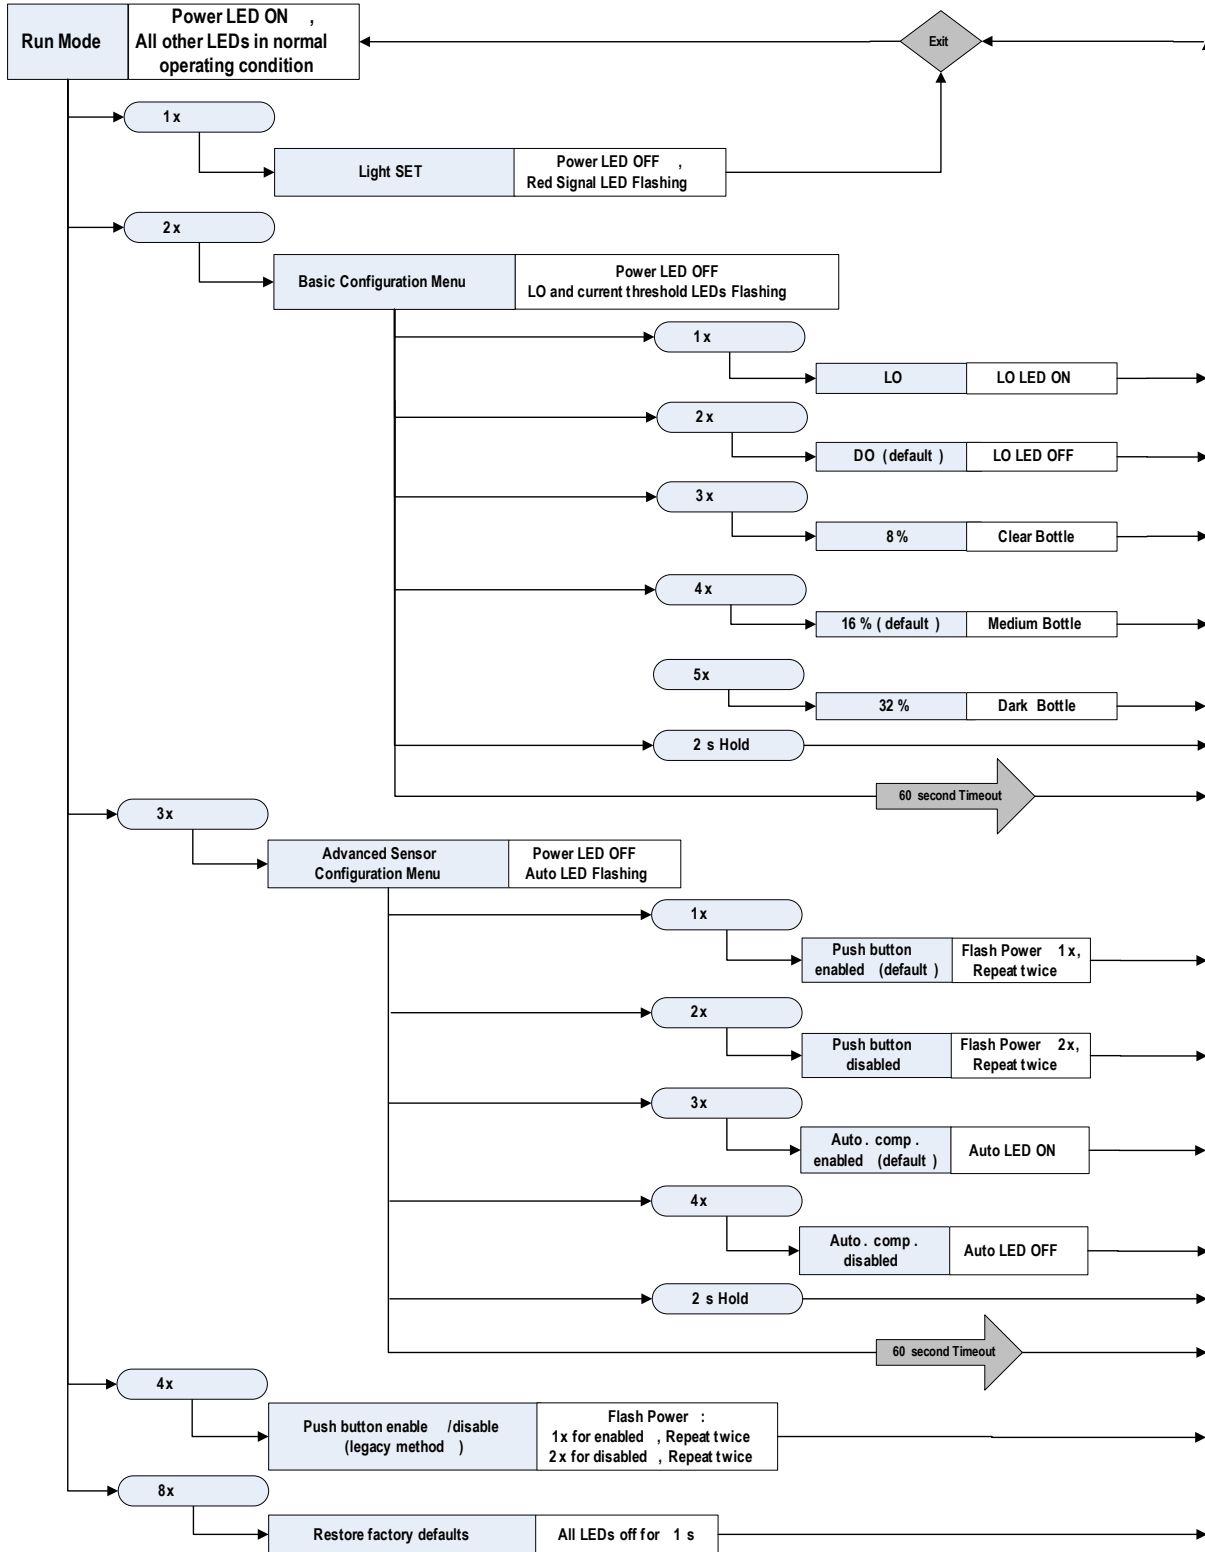 Run Mode
Power LED ON ,
All other LEDs in normal
operating condition
Exit
1x
Light SET
Power LED OFF ,
Red Signal LED Flashing
2x
Basic Configuration Menu
Power LED OFF
LO and current threshold LEDs Flashing
1x
LO
LO LED ON
2x
DO (default )
LO LED OFF
3x
8 %
Clear Bottle
4x
16 % ( default )
Medium Bottle
5x
32 %
Dark Bottle
2 s Hold
60 second Timeout
3x
Advanced Sensor
Configuration Menu
Power LED OFF
Auto LED Flashing
1x
Push button
enabled (default )
Flash Power 1x,
Repeat twice
2x
Push button
disabled
Flash Power 2x,
Repeat twice
3x
Auto . comp .
enabled (default )
Auto LED ON
4x
Auto . comp .
disabled
Auto LED OFF
2 s Hold
60 second Timeout
4x
Push button enable /disable
(legacy method )
Flash Power :
1x for enabled , Repeat twice
2x for disabled , Repeat twice
8x
Restore factory defaults
All LEDs off for 1 s